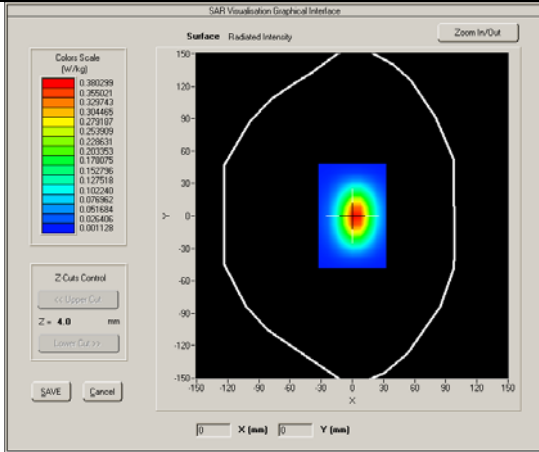 SAR Visualisation Graphical Interface
Surface Radiated Intensity
Zoom In/Out
Colors Scale
(W/kg)
0.380299
0.355021
0.329743
0.304465
0.279187
0.253909
0.228631
0.203353
0.178075
0.152796
0.127518
0.102240
0.076962
0.051684
0.026406
0.001128
Z Cuts Control
<< Upper Cut
Z = 4.0 mm
Lower Cut >>
SAVE Cancel
150
120
90
60
30
0
-30
-60
-90
-120
-150
Y
-150 -120 -90 -60 -30 0 30 60 90 120 150
X
0 X (mm) 0 Y (mm)